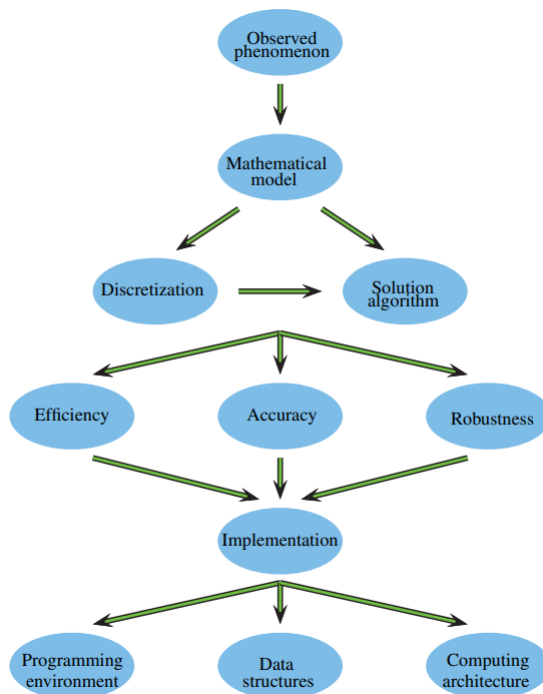 Observed
phenomenon
Mathematical
model
Discretization
Solution
algorithm
Efficiency
Accuracy
Robustness
Implementation
Programming
environment
Data
structures
Computing
architecture